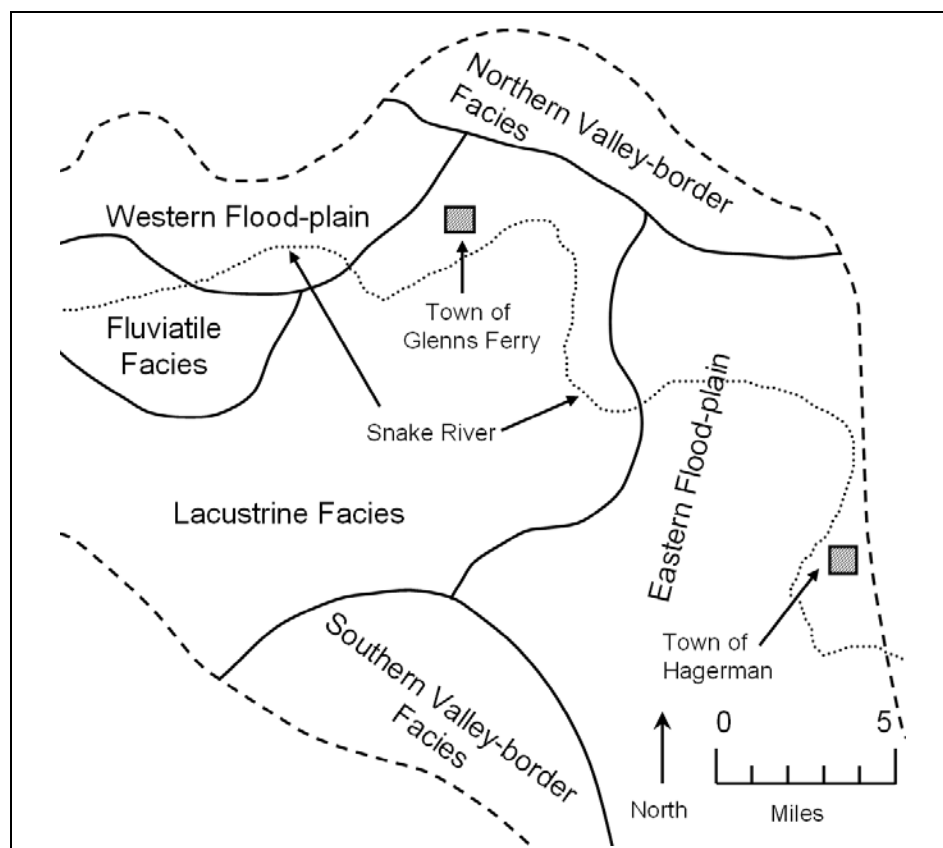 Northern Valley-border
Facies
Western Flood-plain
Town of
Glenns Ferry
Fluviatile
Facies
Snake River
Eastern Flood-plain
Lacustrine Facies
Southern Valley-border
Facies
Town of
Hagerman
0 5
North
Miles